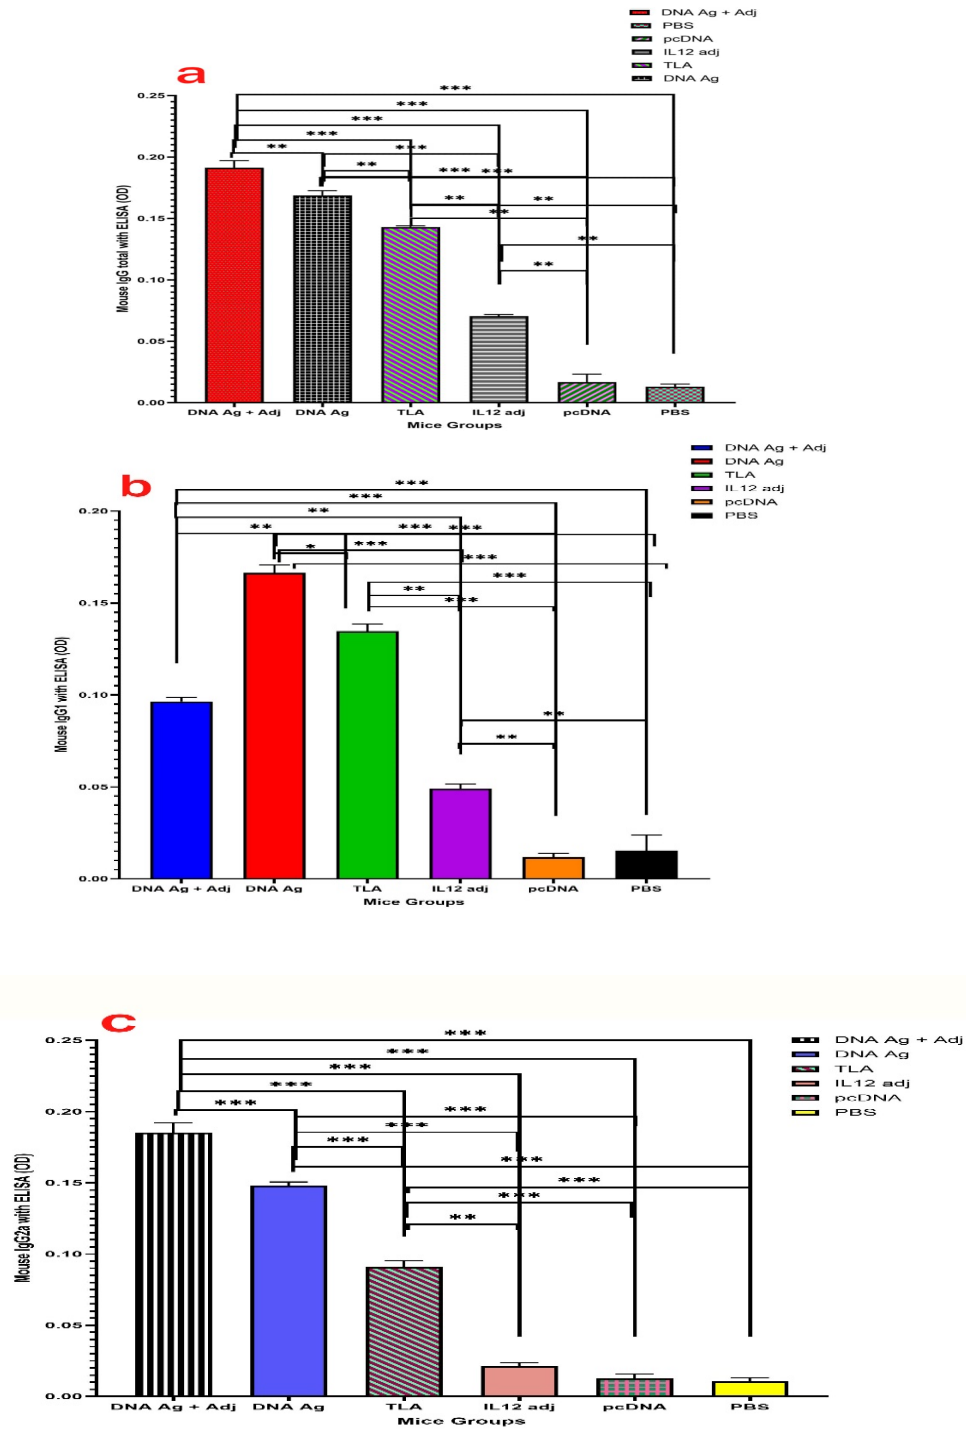 DNA Ag + Adj
PBS
pcDNA
IL12 adj
TLA
DNA Ag
a
***
***
***
***
**
***
**
*** ***
**
**
**
**
**
0.25
0.20
0.15
0.10
0.05
0.00
Mouse IgG total with ELISA (OD)
DNA Ag + Adj DNA Ag TLA IL12 adj pcDNA PBS
Mice Groups
DNA Ag + Adj
DNA Ag
TLA
IL12 adj
pcDNA
PBS
b
***
***
**
** *** ***
* ***
***
***
**
***
**
**
0.20
0.15
0.10
0.05
0.00
Mouse IgG1 with ELISA (OD)
DNA Ag + Adj DNA Ag TLA IL12 adj pcDNA PBS
Mice Groups
DNA Ag + Adj
DNA Ag
TLA
IL12 adj
pcDNA
PBS
c
***
***
***
***
***
***
***
***
***
***
***
**
0.25
0.20
0.15
0.10
0.05
0.00
Mouse IgG2a with ELISA (OD)
DNA Ag + Adj DNA Ag TLA IL12 adj pcDNA PBS
Mice Groups